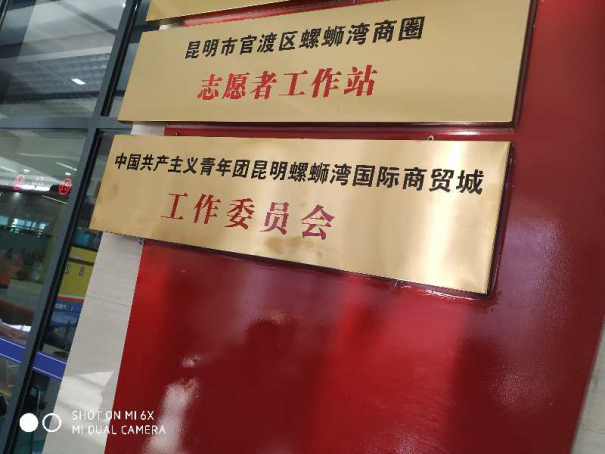 昆明市官渡区螺蛳湾商圈
志愿者工作站
中国共产主义青年团昆明螺蛳湾国际商贸城
工作委员会
SHOT ON MI 6X
MI DUAL CAMERA